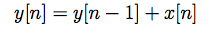 y[n] = y[n − 1] + x[n]